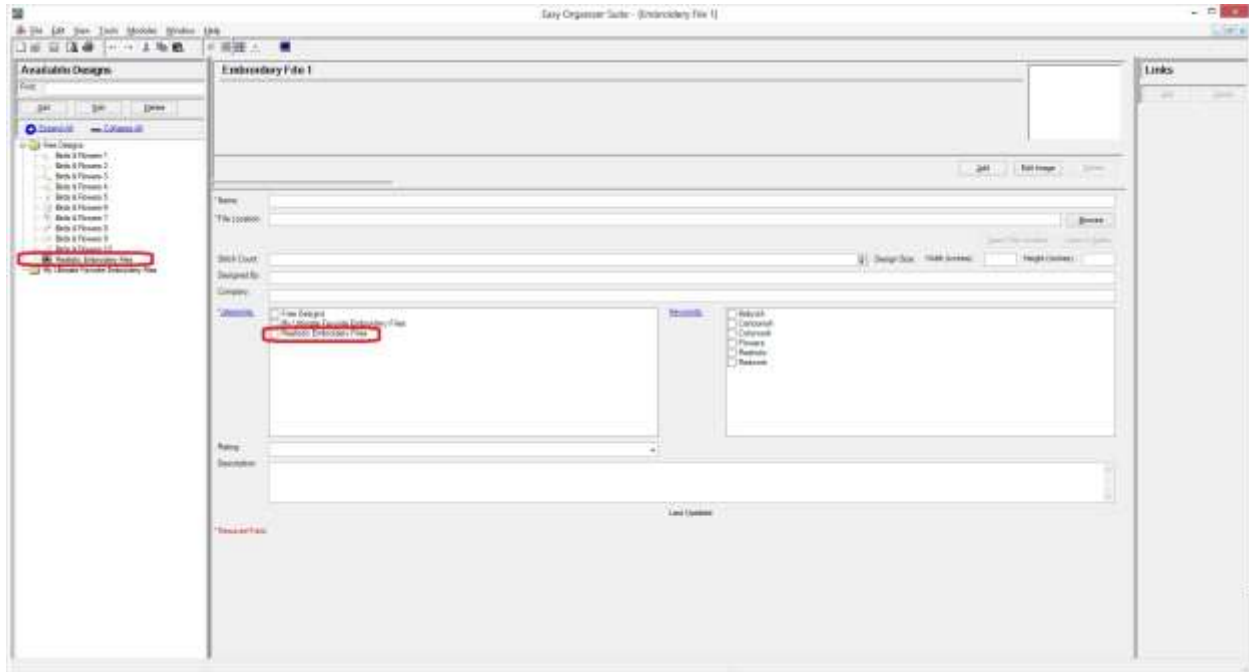 Easy Organizer Suite - [Embroidery File 1]
File Edit View Tools Modules Window Help
Available Designs
Find:
Add Edit Delete
Expand All Collapse All
Free Designs
Birds & Flowers 1
Birds & Flowers 2
Birds & Flowers 3
Birds & Flowers 4
Birds & Flowers 5
Birds & Flowers 6
Birds & Flowers 7
Birds & Flowers 8
Birds & Flowers 9
Birds & Flowers 10
Realistic Embroidery Files
My Ultimate Favorite Embroidery Files
Embroidery File 1
Add Edit Image Delete
*Name:
*File Location: Browse
Stitch Count: Design Size: Width (inches): Height (inches):
Designed By:
Company:
*Categories:
Free Designs
My Ultimate Favorite Embroidery Files
Realistic Embroidery Files
Keywords:
Flowers
Realistic
Redwork
Rating:
Description:
Last Updated:
*Required Field
Links
Add Delete